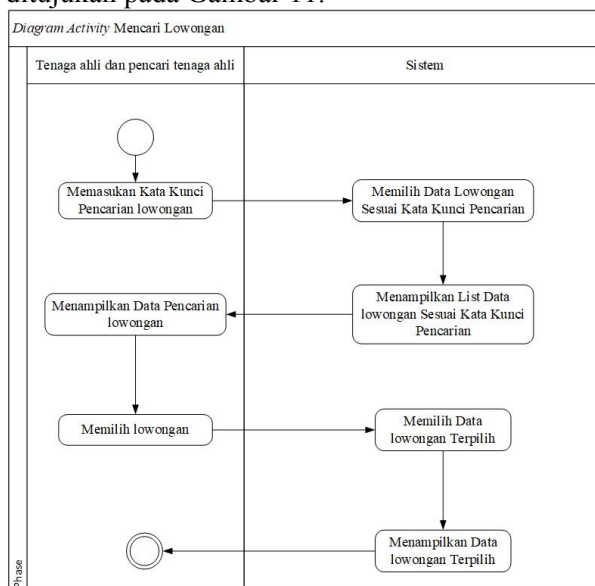 ditujukan pada Gambar 11.
Diagram Activity Mencari Lowongan
Tenaga ahli dan pencari tenaga ahli
Sistem
Memasukan Kata Kunci
Pencarian lowongan
Memilih Data Lowongan
Sesuai Kata Kunci Pencarian
Menampilkan Data Pencarian
lowongan
Menampilkan List Data
lowongan Sesuai Kata Kunci
Pencarian
Memilih lowongan
Memilih Data
lowongan Terpilih
Menampilkan Data
lowongan Terpilih
Phase